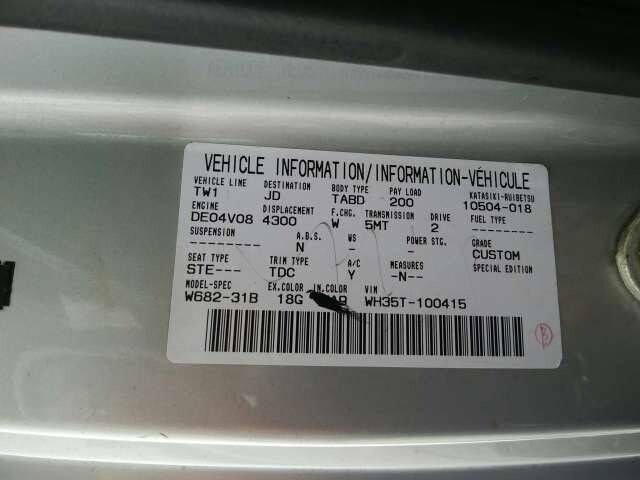 VEHICLE INFORMATION/INFORMATION-VÉHICULE
VEHICLE LINE DESTINATION BODY TYPE PAY LOAD KATASIKI-RUIBETSU
TW1 JD TABD 200 10504-018
ENGINE DISPLACEMENT F.CHG. TRANSMISSION DRIVE FUEL TYPE
DE04V08 4300 W 5MT 2 -
SUSPENSION A.B.S. WS POWER STG. GRADE
- N - - CUSTOM
SEAT TYPE TRIM TYPE A/C MEASURES SPECIAL EDITION
STE--- TDC Y -N--
MODEL-SPEC EX.COLOR IN.COLOR VIN
W682-31B 18G WH35T-100415
B